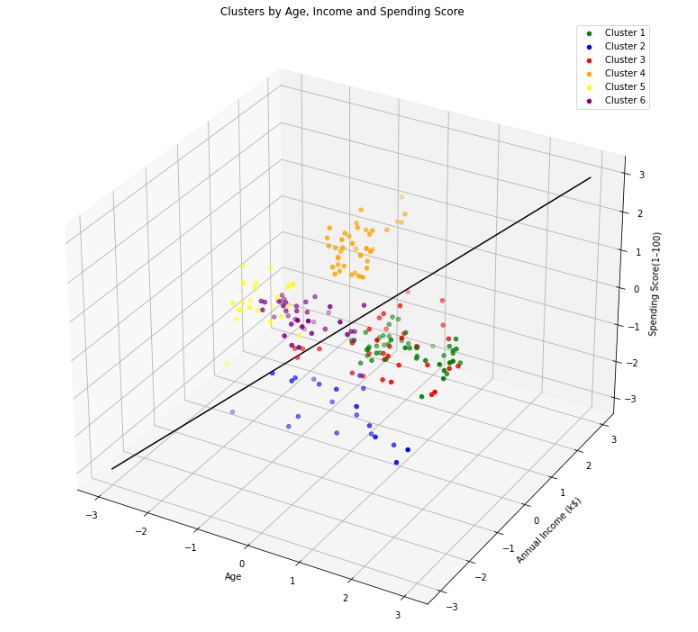 Clusters by Age, Income and Spending Score
Cluster 1
Cluster 2
Cluster 3
Cluster 4
Cluster 5
Cluster 6
3
2
1
0
−1
−2
−3
Spending Score(1−100)
3
2
1
0
−1
−2
−3
Annual Income (k$)
−3
−2
−1
0
1
2
3
Age